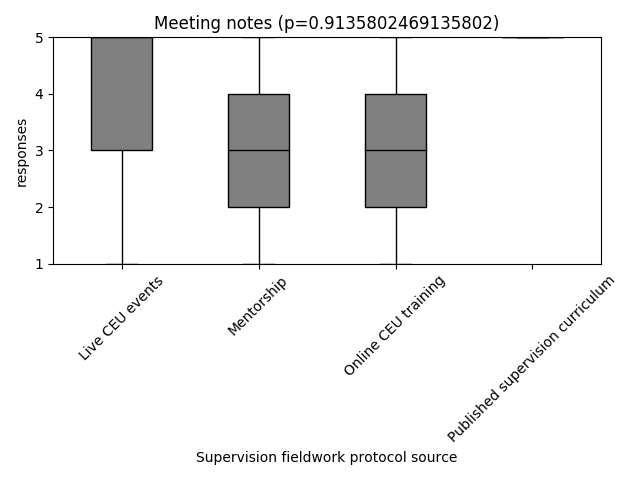 Meeting notes (p=0.9135802469135802)
5
4
3
2
1
responses
Live CEU events
Mentorship
Online CEU training
Published supervision curriculum
Supervision fieldwork protocol source